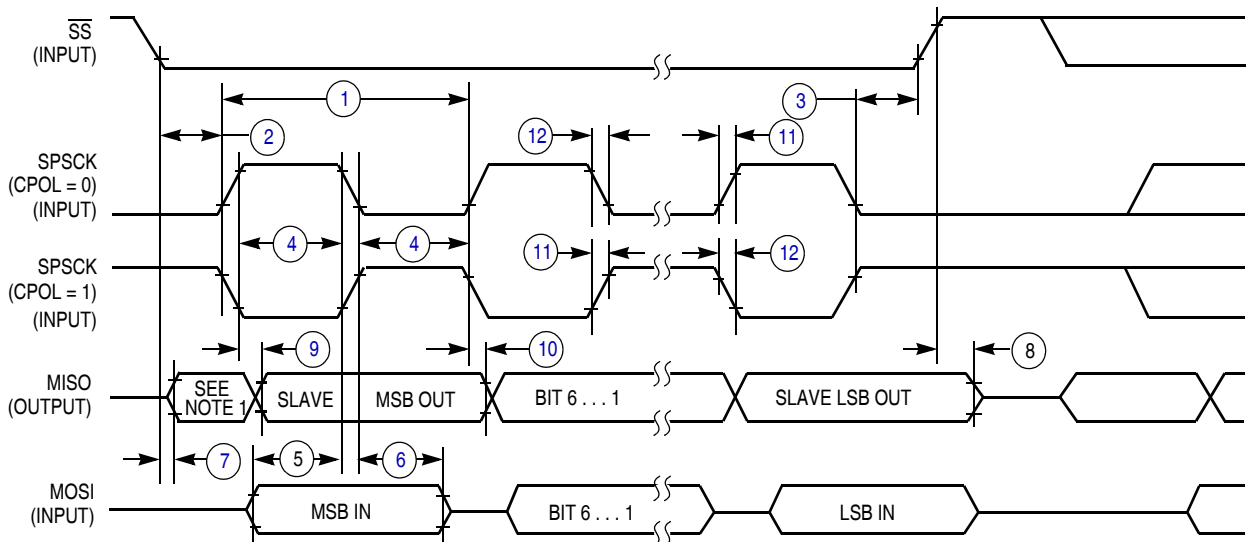 SS
(INPUT)
1
3
2
12
11
SPSCK
(CPOL = 0)
(INPUT)
4
4
11
12
SPSCK
(CPOL = 1)
(INPUT)
9
10
8
MISO
(OUTPUT)
SEE
NOTE 1
SLAVE
MSB OUT
BIT 6 . . . 1
SLAVE LSB OUT
7
5
6
MOSI
(INPUT)
MSB IN
BIT 6 . . . 1
LSB IN